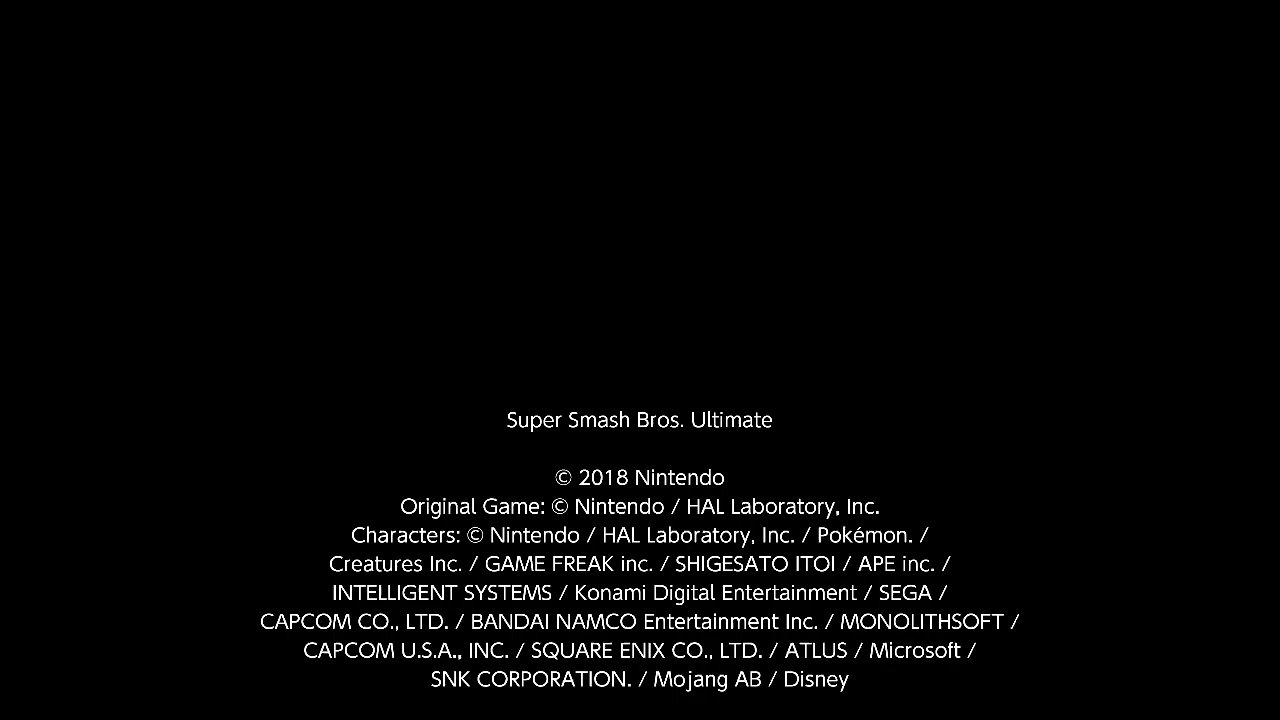 Super Smash Bros. Ultimate
© 2018 Nintendo
Original Game: © Nintendo / HAL Laboratory, Inc.
Characters: © Nintendo / HAL Laboratory, Inc. / Pokémon. /
Creatures Inc. / GAME FREAK inc. / SHIGESATO ITOI / APE inc. /
INTELLIGENT SYSTEMS / Konami Digital Entertainment / SEGA /
CAPCOM CO., LTD. / BANDAI NAMCO Entertainment Inc. / MONOLITHSOFT /
CAPCOM U.S.A., INC. / SQUARE ENIX CO., LTD. / ATLUS / Microsoft /
SNK CORPORATION. / Mojang AB / Disney